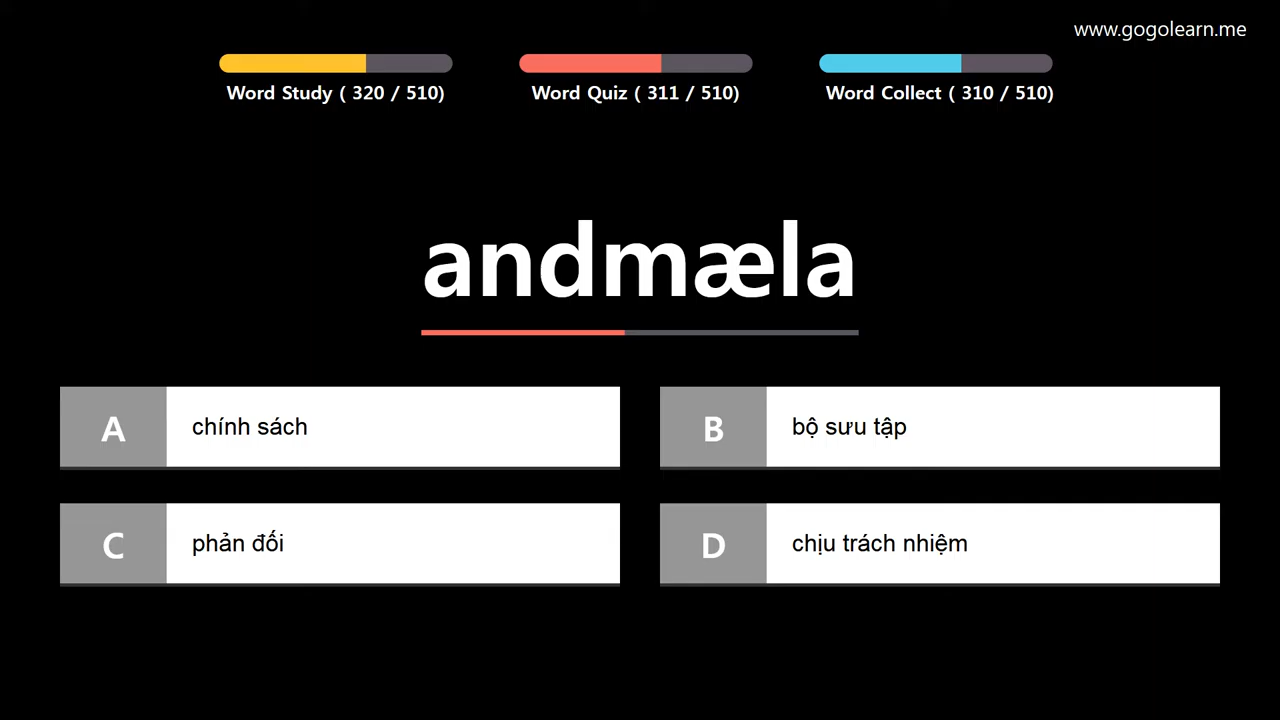 www.gogolearn.me
Word Study ( 320 / 510)
Word Quiz ( 311 / 510)
Word Collect ( 310 / 510)
andmæla
A chính sách
B bộ sưu tập
C phản đối
D chịu trách nhiệm